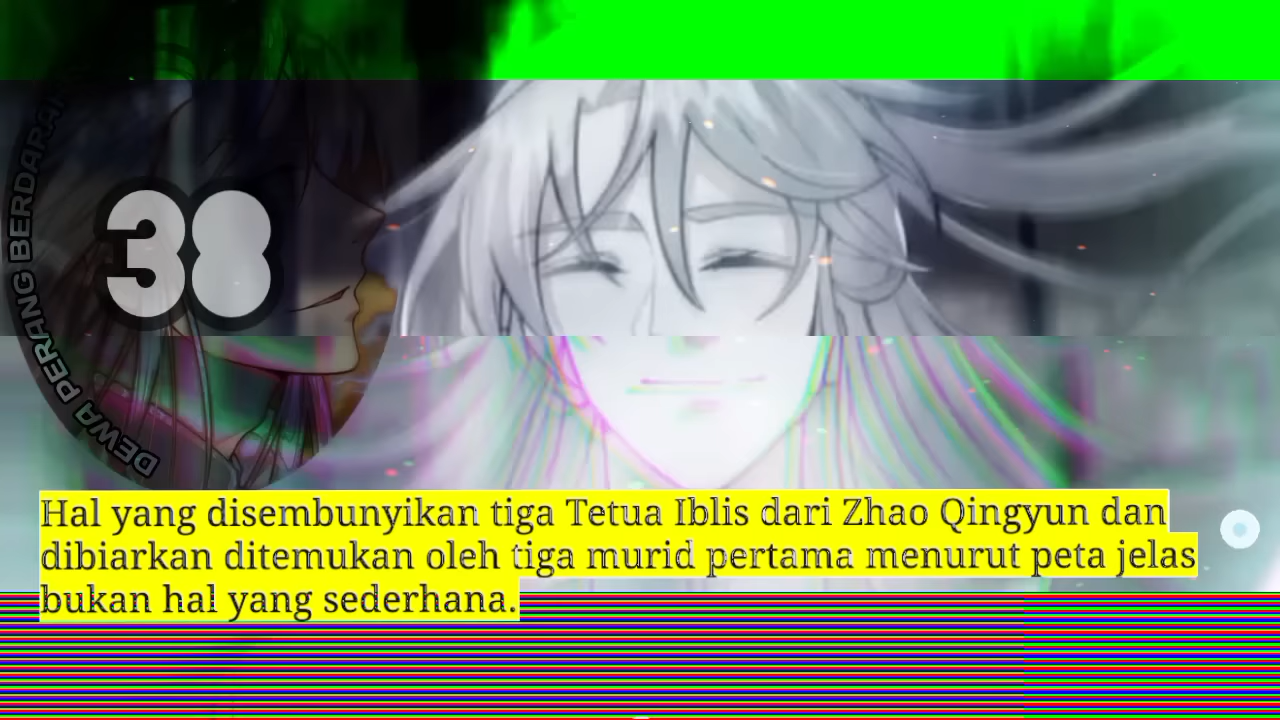 DEWA PERANG BERDARAH
38
Hal yang disembunyikan tiga Tetua Iblis dari Zhao Qingyun dan
dibiarkan ditemukan oleh tiga murid pertama menurut peta jelas
bukan hal yang sederhana.